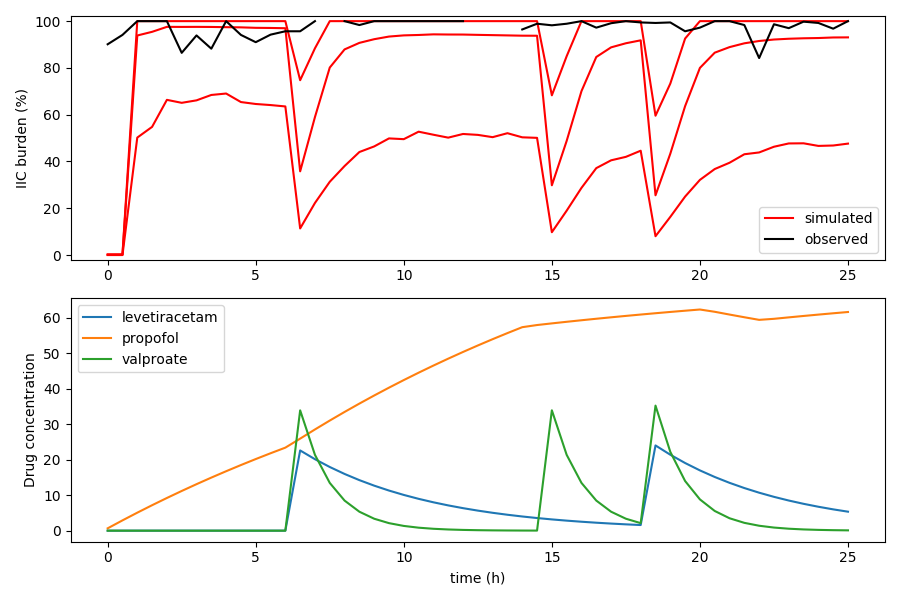 IIC burden (%)
100
80
60
40
20
0
simulated
observed
0 5 10 15 20 25
Drug concentration
60
50
40
30
20
10
0
levetiracetam
propofol
valproate
0 5 10 15 20 25
time (h)